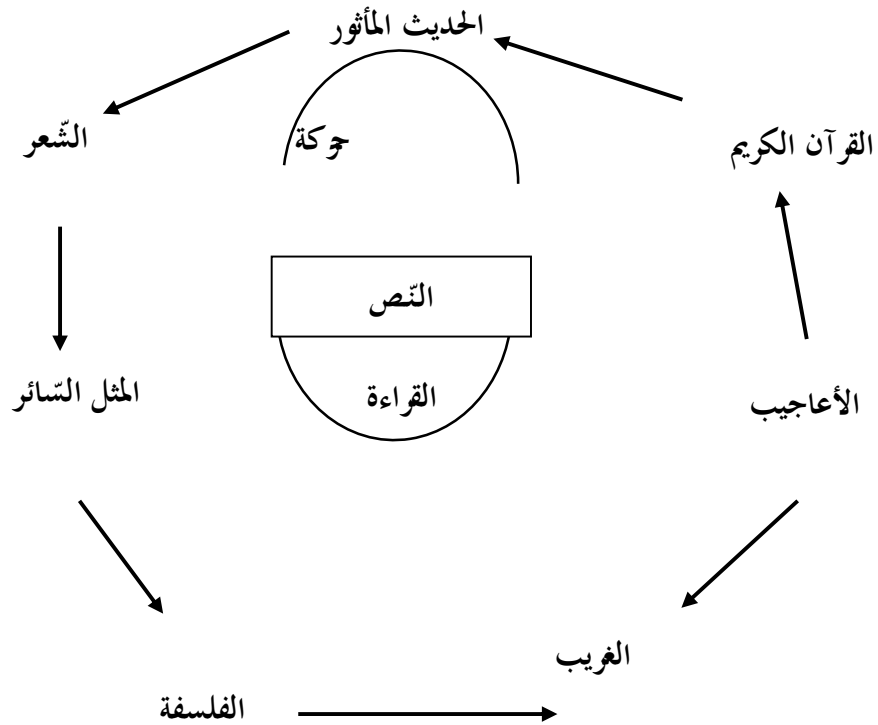 الحديث المأثور
الشّعر
حركة
القرآن الكريم
النّص
المثل السّائر
القراءة
الأعاجيب
الغريب
الفلسفة